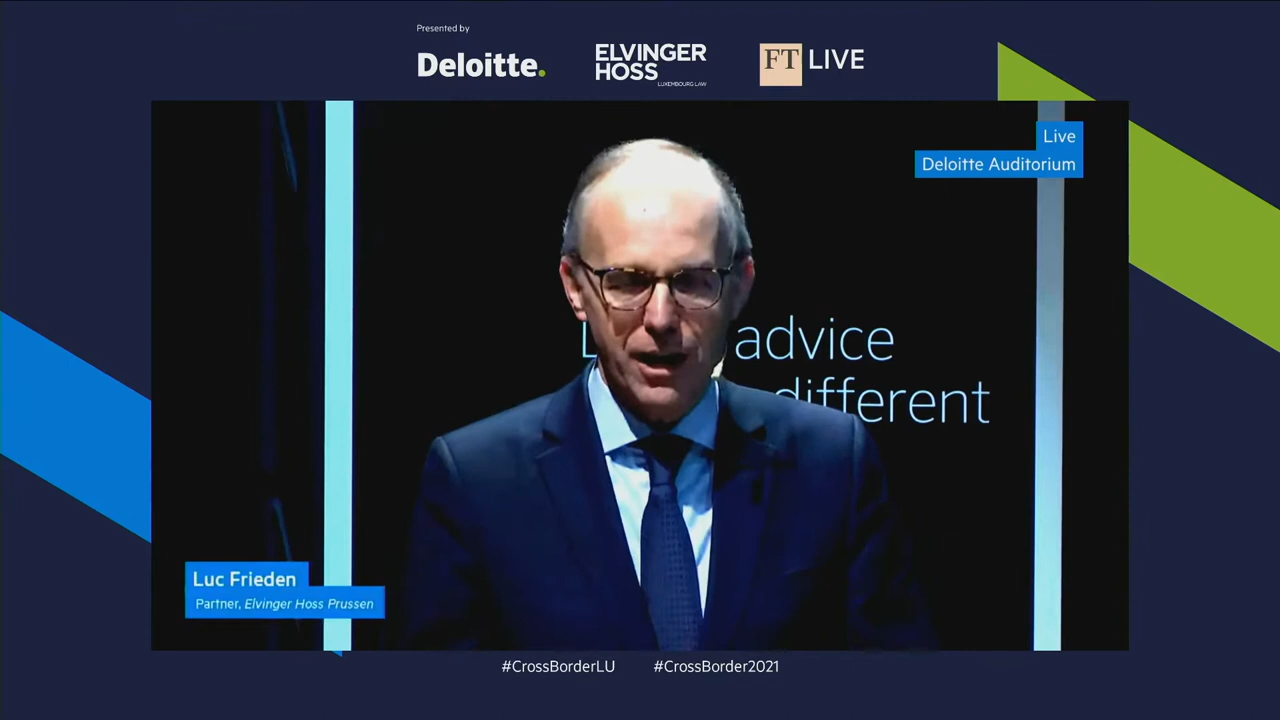 Presented by
Deloitte.
ELVINGER
HOSS
LUXEMBOURG LAW
FT LIVE
Live
Deloitte Auditorium
advice
different
Luc Frieden
Partner, Elvinger Hoss Prussen
#CrossBorderLU #CrossBorder2021